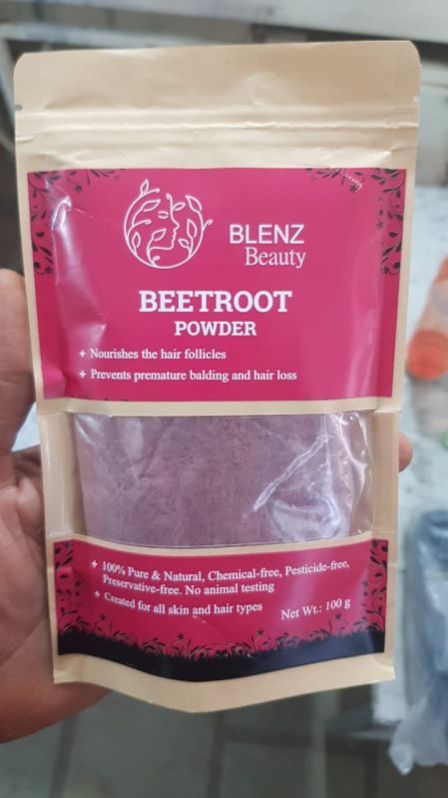 BLENZ
Beauty
BEETROOT
POWDER
+ Nourishes the hair follicles
+ Prevents premature balding and hair loss
+ 100% Pure & Natural, Chemical-free, Pesticide-free,
Preservative-free. No animal testing
+ Created for all skin and hair types
Net Wt.: 100 g